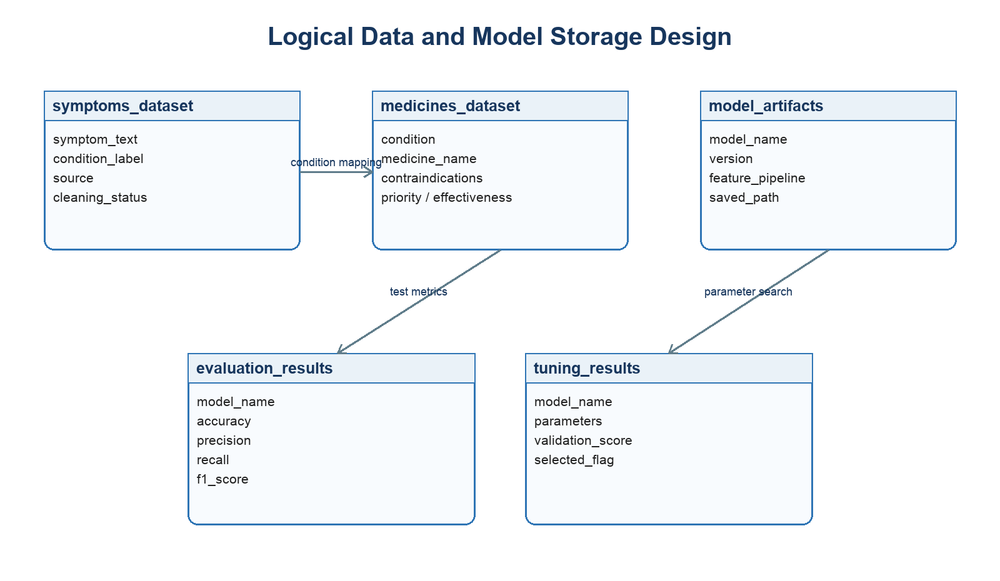 Logical Data and Model Storage Design
symptoms_dataset
symptom_text
condition_label
source
cleaning_status
condition mapping
medicines_dataset
condition
medicine_name
contraindications
priority / effectiveness
model_artifacts
model_name
version
feature_pipeline
saved_path
test metrics
parameter search
evaluation_results
model_name
accuracy
precision
recall
f1_score
tuning_results
model_name
parameters
validation_score
selected_flag